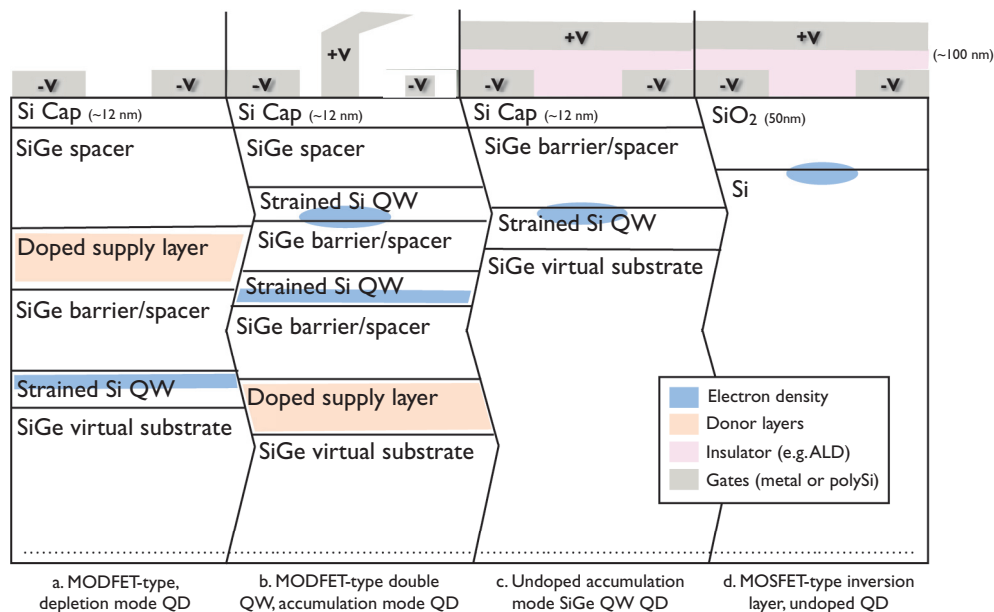 +V
+V
+V
(~100 nm)
-V
-V
-V
-V
-V
-V
-V
-V
Si Cap (~12 nm)
Si Cap (~12 nm)
Si Cap (~12 nm)
SiO2 (50nm)
SiGe spacer
SiGe spacer
SiGe barrier/spacer
Si
Strained Si QW
Strained Si QW
Doped supply layer
SiGe barrier/spacer
SiGe virtual substrate
Strained Si QW
SiGe barrier/spacer
SiGe barrier/spacer
Strained Si QW
Doped supply layer
SiGe virtual substrate
SiGe virtual substrate
Electron density
Donor layers
Insulator (e.g. ALD)
Gates (metal or polySi)
a. MODFET-type,
depletion mode QD
b. MODFET-type double
QW, accumulation mode QD
c. Undoped accumulation
mode SiGe QW QD
d. MOSFET-type inversion
layer, undoped QD